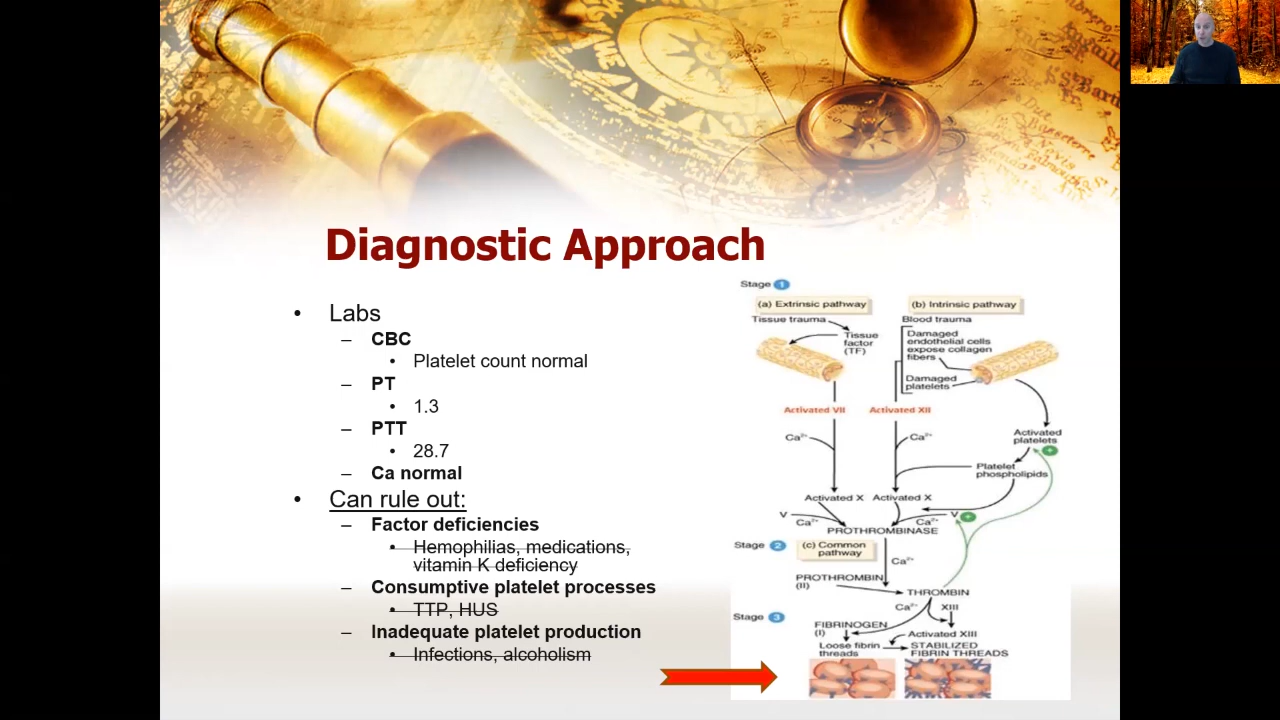 Diagnostic Approach
• Labs
– CBC
• Platelet count normal
– PT
• 1.3
– PTT
• 28.7
– Ca normal
• Can rule out:
– Factor deficiencies
• Hemophilias, medications,
vitamin K deficiency
– Consumptive platelet processes
• TTP, HUS
– Inadequate platelet production
• Infections, alcoholism
Stage 1
(a) Extrinsic pathway
Tissue trauma
Tissue
factor
(TF)
(b) Intrinsic pathway
Blood trauma
Damaged
endothelial cells
expose collagen
fibers
Damaged
platelets
Activated VII
Activated XII
Ca²⁺
Ca²⁺
Activated
platelets
+
Platelet
phospholipids
Activated X
Activated X
V
Ca²⁺
Ca²⁺
V
+
PROTHROMBINASE
Stage 2
(c) Common
pathway
Ca²⁺
PROTHROMBIN
(II)
THROMBIN
Stage 3
Ca²⁺
XIII
FIBRINOGEN
(I)
Activated XIII
Loose fibrin
threads
STABILIZED
FIBRIN THREADS